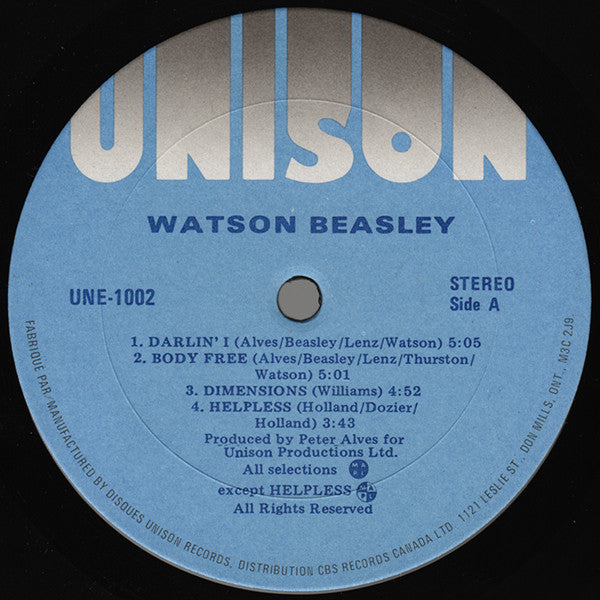 UNISON
WATSON BEASLEY
UNE-1002
STEREO
Side A
1. DARLIN' I (Alves/Beasley/Lenz/Watson) 5:05
2. BODY FREE (Alves/Beasley/Lenz/Thurston/
Watson) 5:01
3. DIMENSIONS (Williams) 4:52
4. HELPLESS (Holland/Dozier/
Holland) 3:43
Produced by Peter Alves for
Unison Productions Ltd.
All selections
except HELPLESS
All Rights Reserved
FABRIQUÉ PAR/MANUFACTURED BY DISQUES UNISON RECORDS, DISTRIBUTION CBS RECORDS CANADA LTD. 1121 LESLIE ST., DON MILLS, ONT., M3C 2J9.